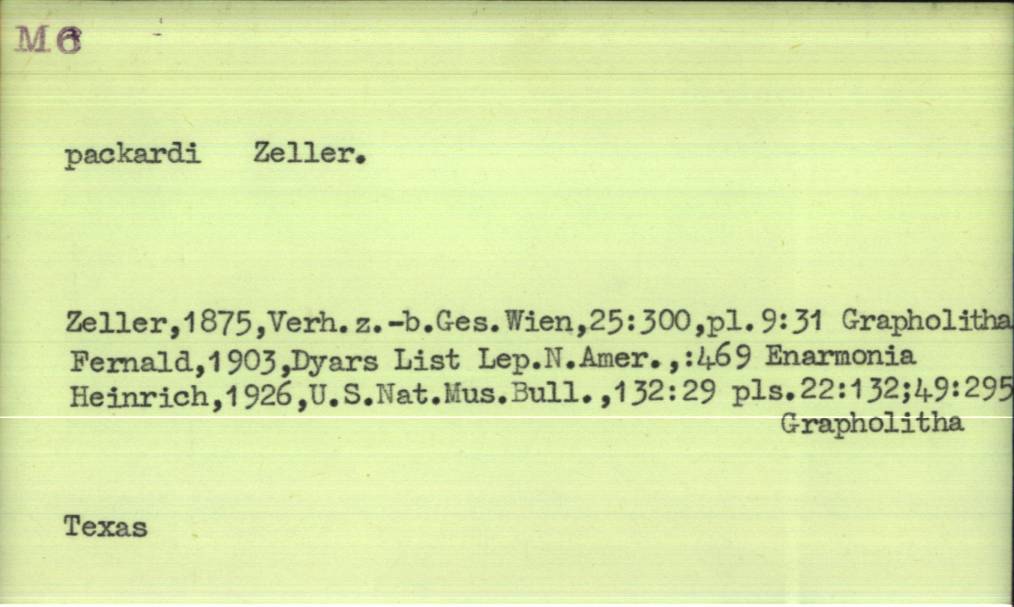 M6
packardi Zeller.
Zeller,1875,Verh.z.-b.Ges.Wien,25:300,pl.9:31 Grapholitha
Fernald,1903,Dyars List Lep.N.Amer.,:469 Enarmonia
Heinrich,1926,U.S.Nat.Mus.Bull.,132:29 pls.22:132;49:295
Grapholitha
Texas